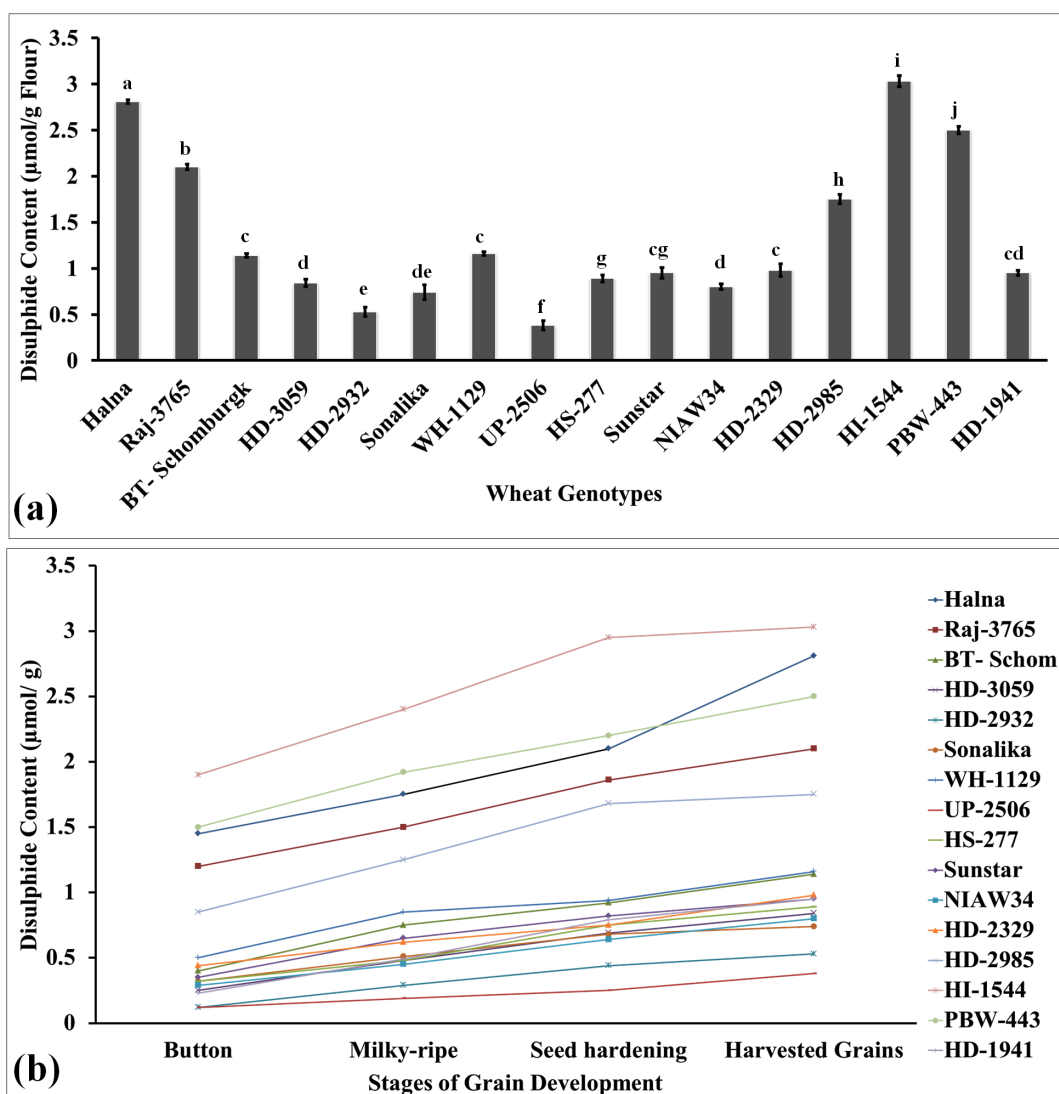 3.5
3
2.5
2
1.5
1
0.5
0
Disulphide Content (µmol/g Flour)
a
b
c
d
e
de
c
f
g
cg
d
c
h
i
j
cd
Halna
Raj-3765
BT- Schomburgk
HD-3059
HD-2932
Sonalika
WH-1129
UP-2506
HS-277
Sunstar
NIAW34
HD-2329
HD-2985
HI-1544
PBW-443
HD-1941
Wheat Genotypes
(a)
3.5
3
2.5
2
1.5
1
0.5
0
Disulphide Content (µmol/ g)
Button
Milky-ripe
Seed hardening
Harvested Grains
Stages of Grain Development
Halna
Raj-3765
BT- Schom
HD-3059
HD-2932
Sonalika
WH-1129
UP-2506
HS-277
Sunstar
NIAW34
HD-2329
HD-2985
HI-1544
PBW-443
HD-1941
(b)